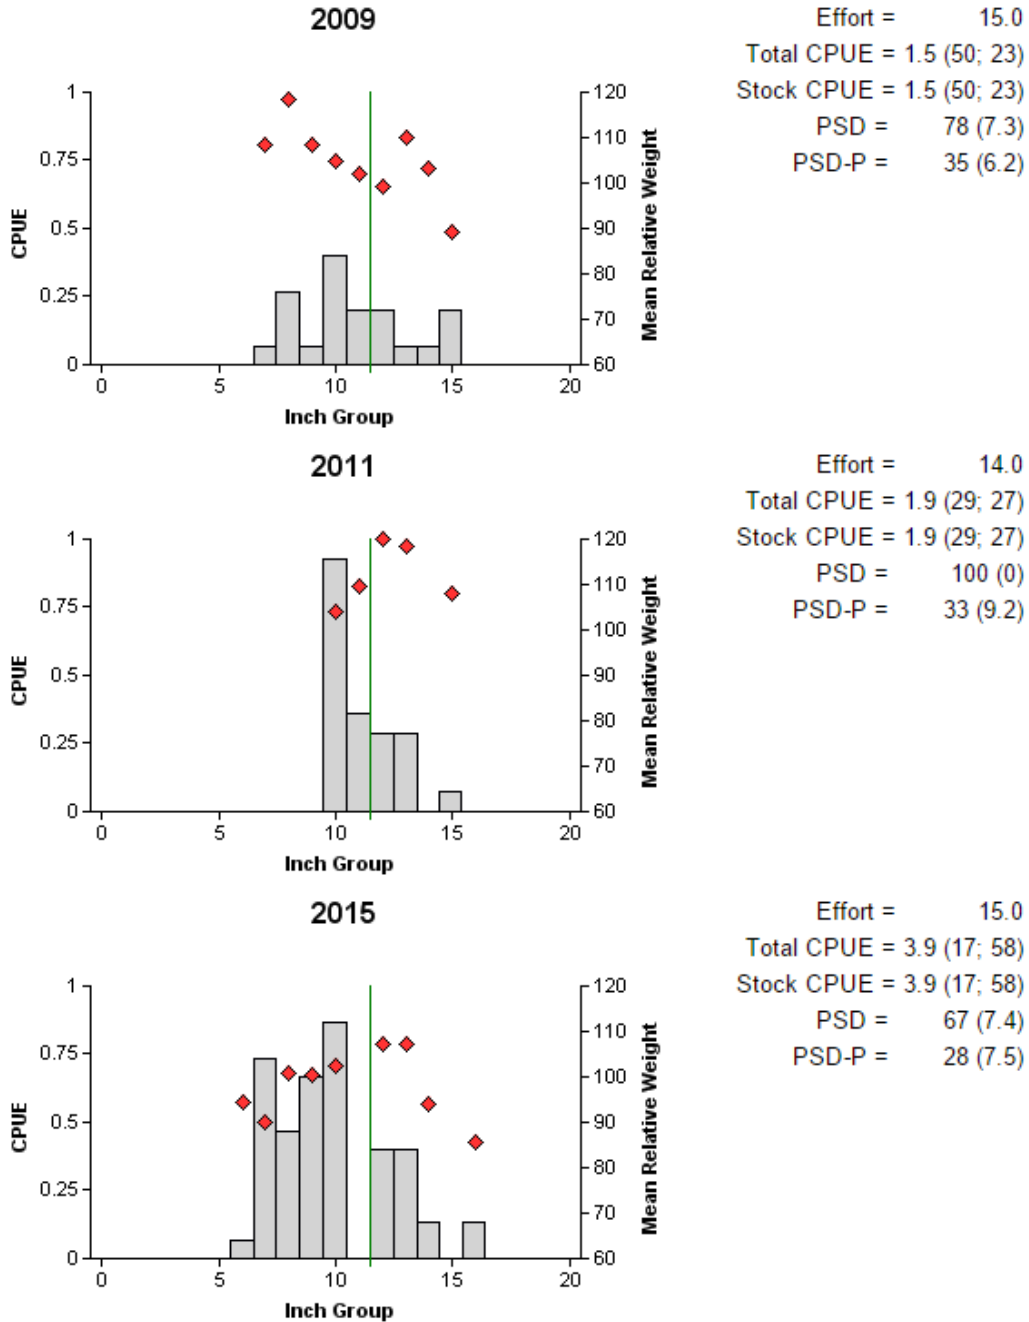 2009
Effort = 15.0
Total CPUE = 1.5 (50; 23)
Stock CPUE = 1.5 (50; 23)
PSD = 78 (7.3)
PSD-P = 35 (6.2)
1
0.75
0.5
0.25
0
CPUE
120
110
100
90
80
70
60
Mean Relative Weight
0 5 10 15 20
Inch Group
2011
Effort = 14.0
Total CPUE = 1.9 (29; 27)
Stock CPUE = 1.9 (29; 27)
PSD = 100 (0)
PSD-P = 33 (9.2)
1
0.75
0.5
0.25
0
CPUE
120
110
100
90
80
70
60
Mean Relative Weight
0 5 10 15 20
Inch Group
2015
Effort = 15.0
Total CPUE = 3.9 (17; 58)
Stock CPUE = 3.9 (17; 58)
PSD = 67 (7.4)
PSD-P = 28 (7.5)
1
0.75
0.5
0.25
0
CPUE
120
110
100
90
80
70
60
Mean Relative Weight
0 5 10 15 20
Inch Group